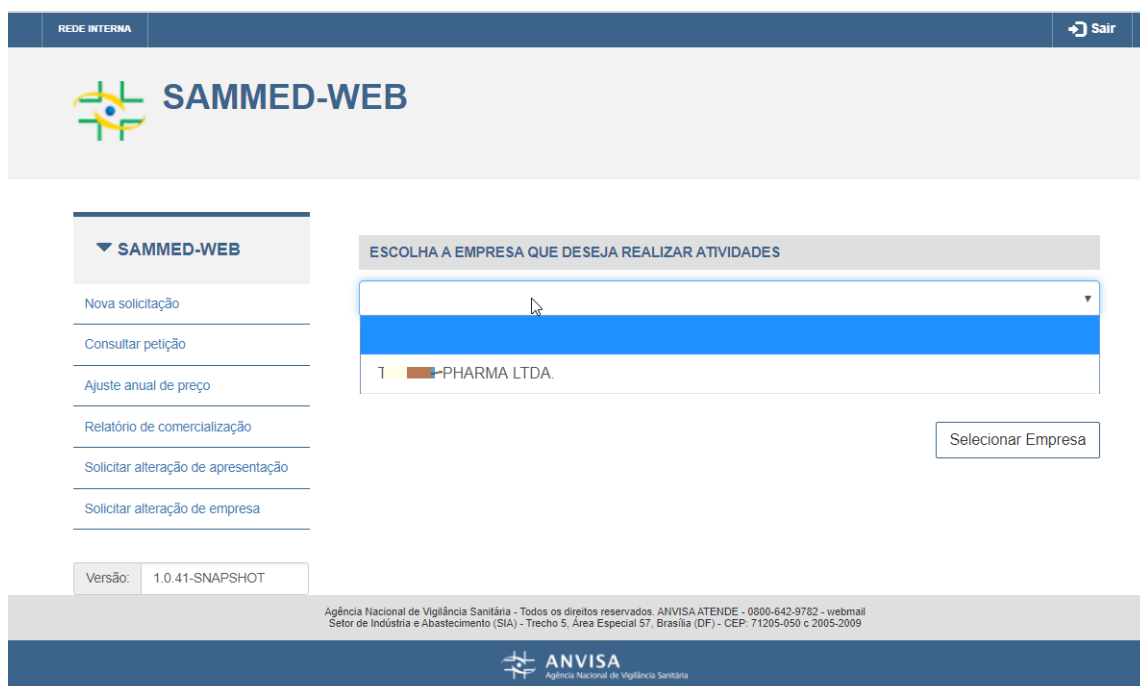 REDE INTERNA
Sair
SAMMED-WEB
SAMMED-WEB
Nova solicitação
Consultar petição
Ajuste anual de preço
Relatório de comercialização
Solicitar alteração de apresentação
Solicitar alteração de empresa
Versão: 1.0.41-SNAPSHOT
ESCOLHA A EMPRESA QUE DESEJA REALIZAR ATIVIDADES
PHARMA LTDA.
Selecionar Empresa
Agência Nacional de Vigilância Sanitária - Todos os direitos reservados. ANVISA ATENDE - 0800-642-9782 - webmail
Setor de Indústria e Abastecimento (SIA) - Trecho 5, Área Especial 57, Brasília (DF) - CEP: 71205-050 c 2005-2009
ANVISA
Agência Nacional de Vigilância Sanitária